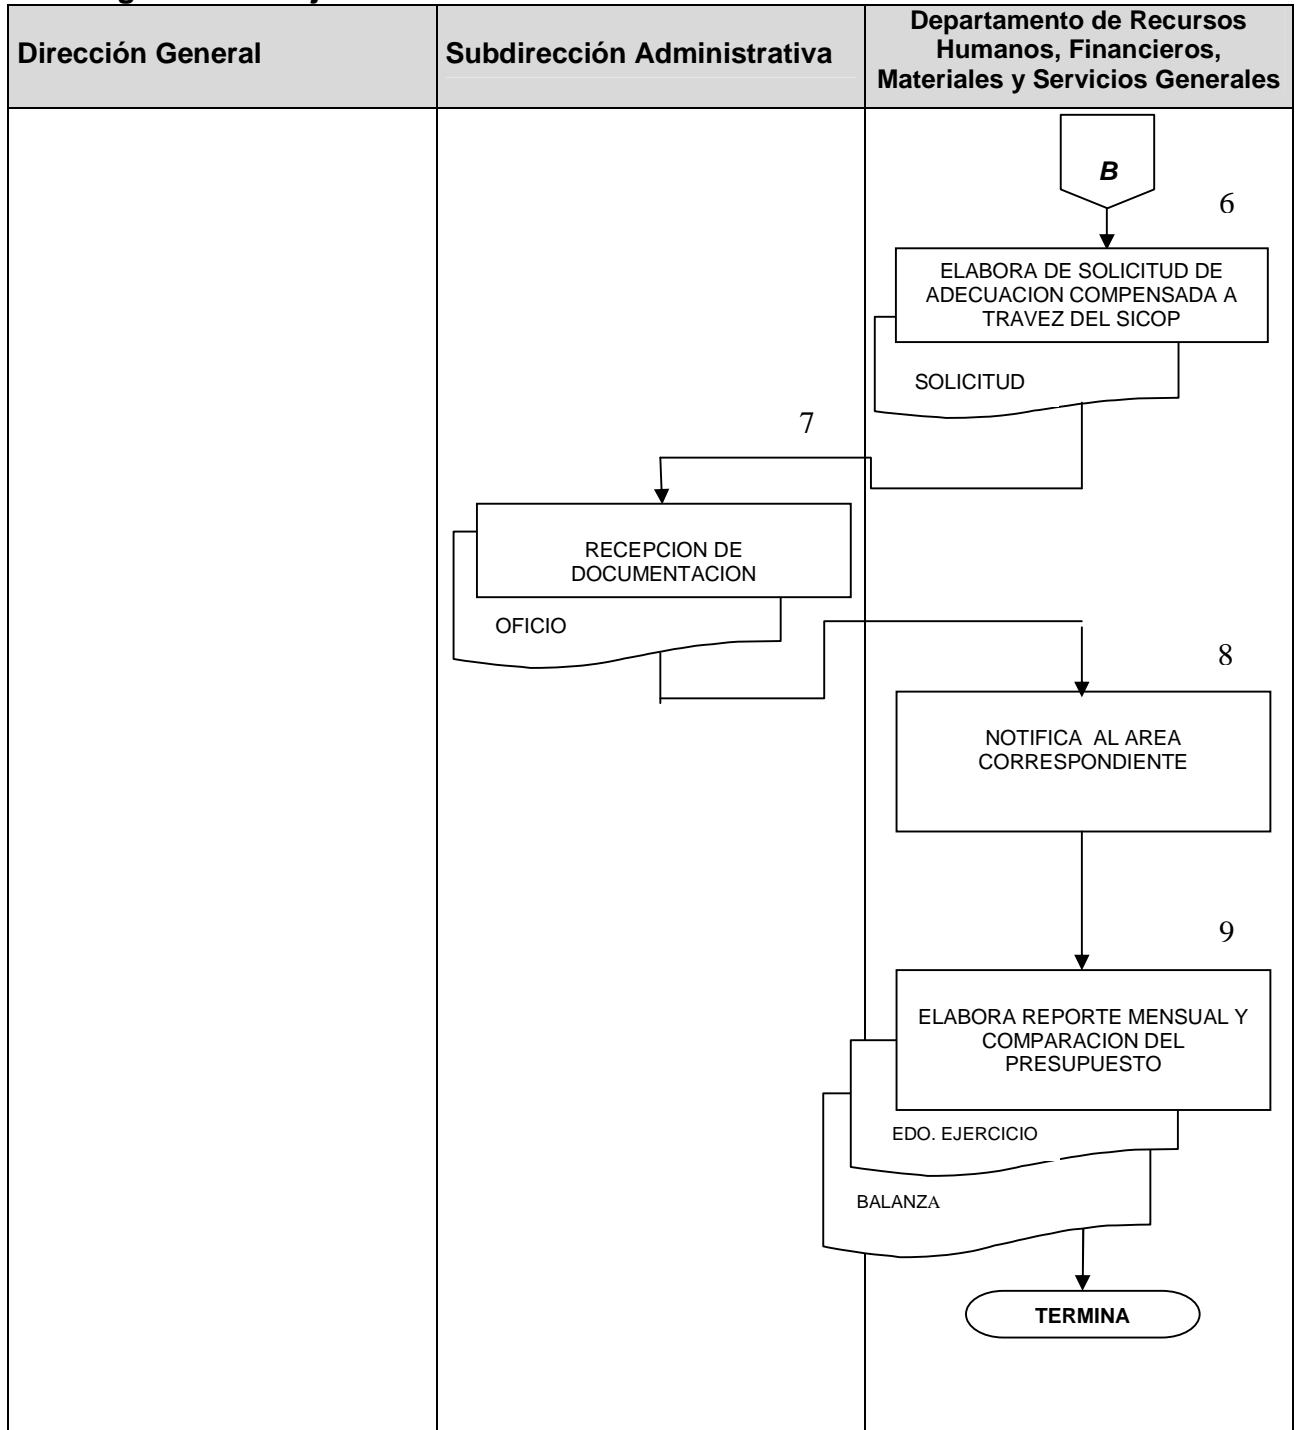 Dirección General
Subdirección Administrativa
Departamento de Recursos
Humanos, Financieros,
Materiales y Servicios Generales
B
6
ELABORA DE SOLICITUD DE
ADECUACION COMPENSADA A
TRAVEZ DEL SICOP
SOLICITUD
7
RECEPCION DE
DOCUMENTACION
OFICIO
8
NOTIFICA AL AREA
CORRESPONDIENTE
9
ELABORA REPORTE MENSUAL Y
COMPARACION DEL
PRESUPUESTO
EDO. EJERCICIO
BALANZA
TERMINA